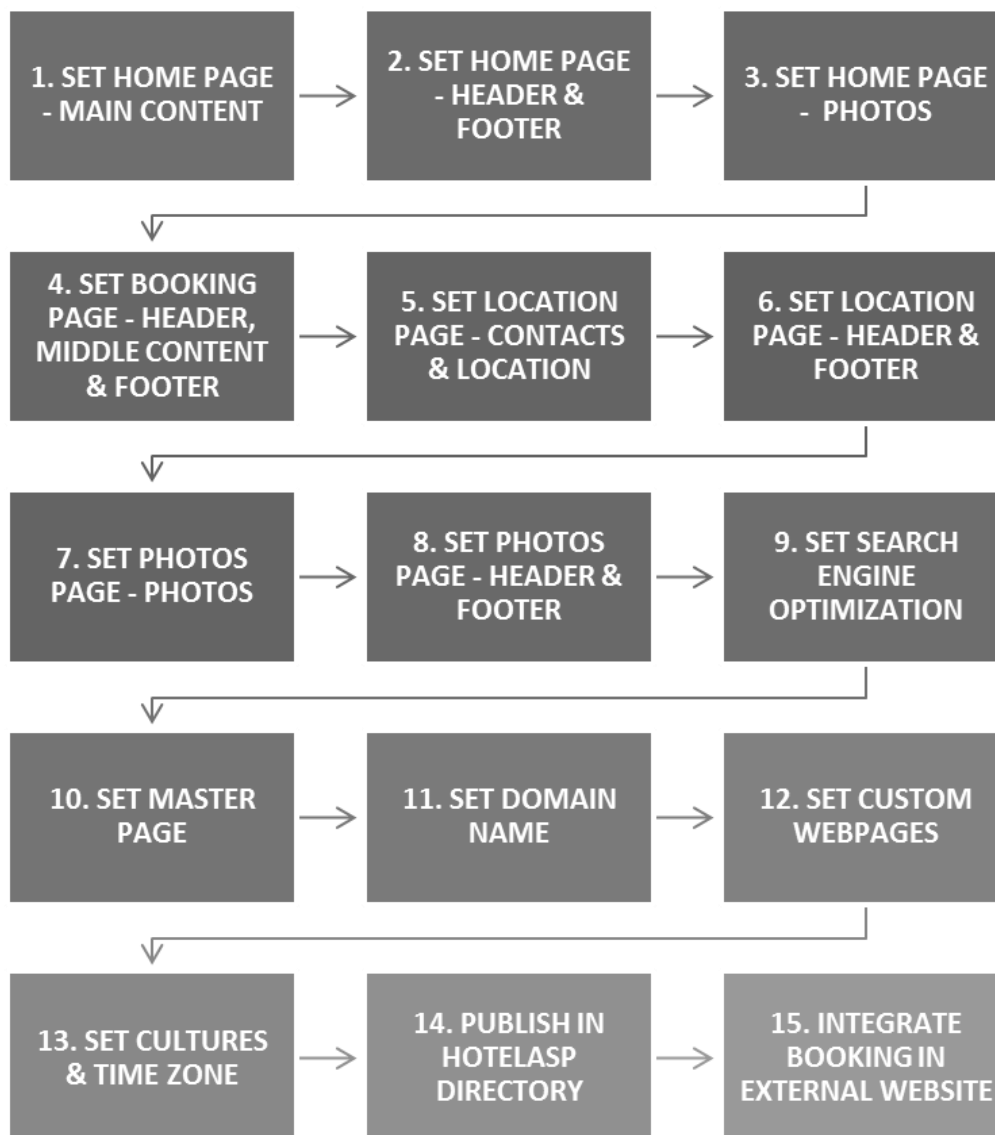 1. SET HOME PAGE
- MAIN CONTENT
2. SET HOME PAGE
- HEADER &
FOOTER
3. SET HOME PAGE
- PHOTOS
4. SET BOOKING
PAGE - HEADER,
MIDDLE CONTENT
& FOOTER
5. SET LOCATION
PAGE - CONTACTS
& LOCATION
6. SET LOCATION
PAGE - HEADER &
FOOTER
7. SET PHOTOS
PAGE - PHOTOS
8. SET PHOTOS
PAGE - HEADER &
FOOTER
9. SET SEARCH
ENGINE
OPTIMIZATION
10. SET MASTER
PAGE
11. SET DOMAIN
NAME
12. SET CUSTOM
WEBPAGES
13. SET CULTURES
& TIME ZONE
14. PUBLISH IN
HOTELASP
DIRECTORY
15. INTEGRATE
BOOKING IN
EXTERNAL WEBSITE